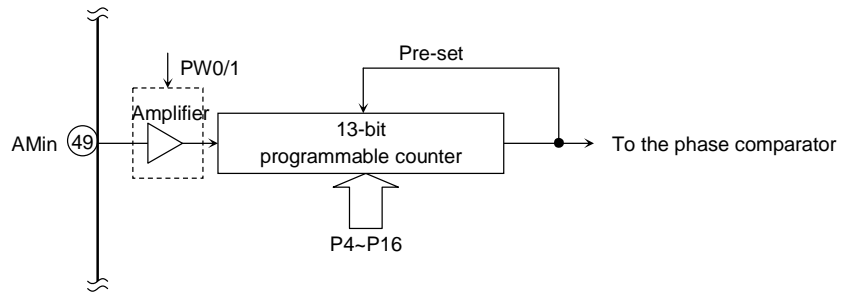 Pre-set
PW0/1
Amplifier
AMin 49
13-bit
programmable counter
To the phase comparator
P4~P16